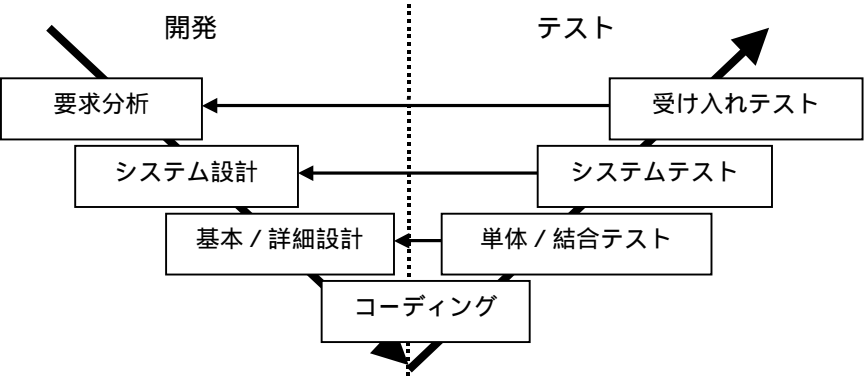 開発
テスト
要求分析
受け入れテスト
システム設計
システムテスト
基本/詳細設計
単体/結合テスト
コーディング